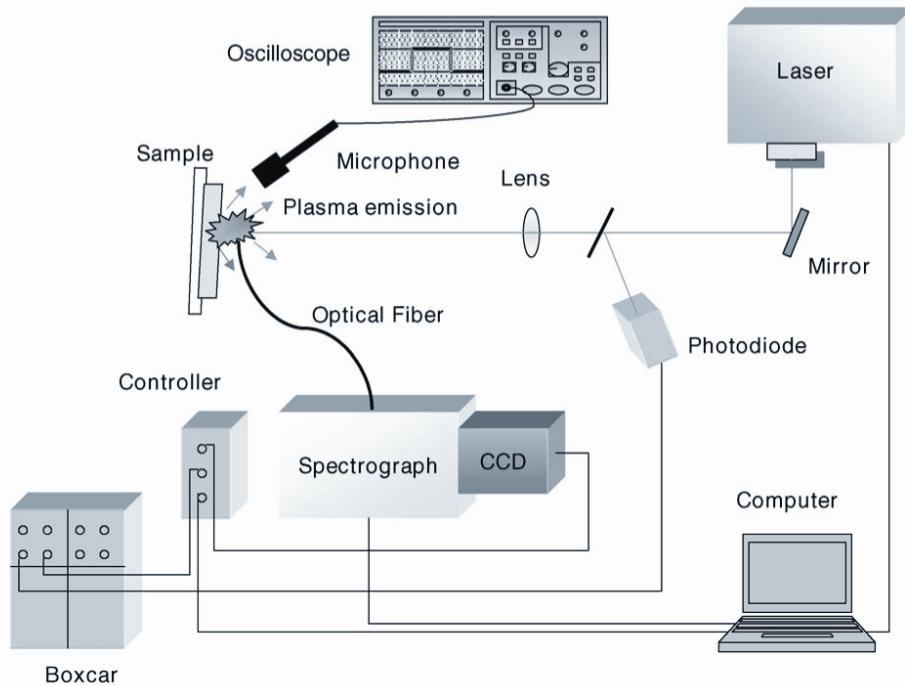 Oscilloscope
Laser
Sample
Microphone
Lens
Plasma emission
Mirror
Optical Fiber
Photodiode
Controller
Spectrograph
CCD
Computer
Boxcar